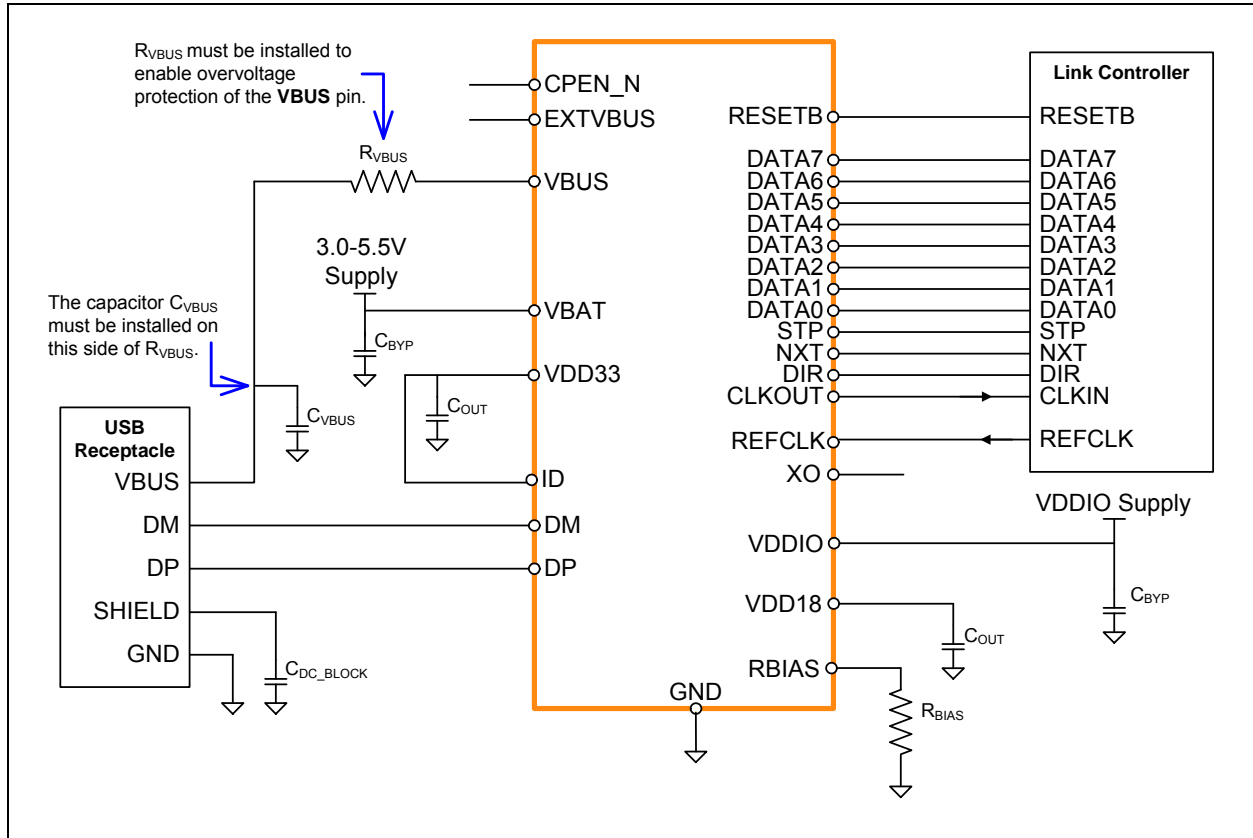 RVBUS must be installed to
enable overvoltage
protection of the VBUS pin.
RVBUS
The capacitor CVBUS
must be installed on
this side of RVBUS.
CVBUS
USB
Receptacle
VBUS
DM
DP
SHIELD
GND
CDC_BLOCK
3.0-5.5V
Supply
CBYP
COUT
CPEN_N
EXTVBUS
VBUS
VBAT
VDD33
ID
DM
DP
GND
RESETB
DATA7
DATA6
DATA5
DATA4
DATA3
DATA2
DATA1
DATA0
STP
NXT
DIR
CLKOUT
REFCLK
XO
VDDIO
VDD18
RBIAS
Link Controller
RESETB
DATA7
DATA6
DATA5
DATA4
DATA3
DATA2
DATA1
DATA0
STP
NXT
DIR
CLKIN
REFCLK
VDDIO Supply
CBYP
COUT
RBIAS